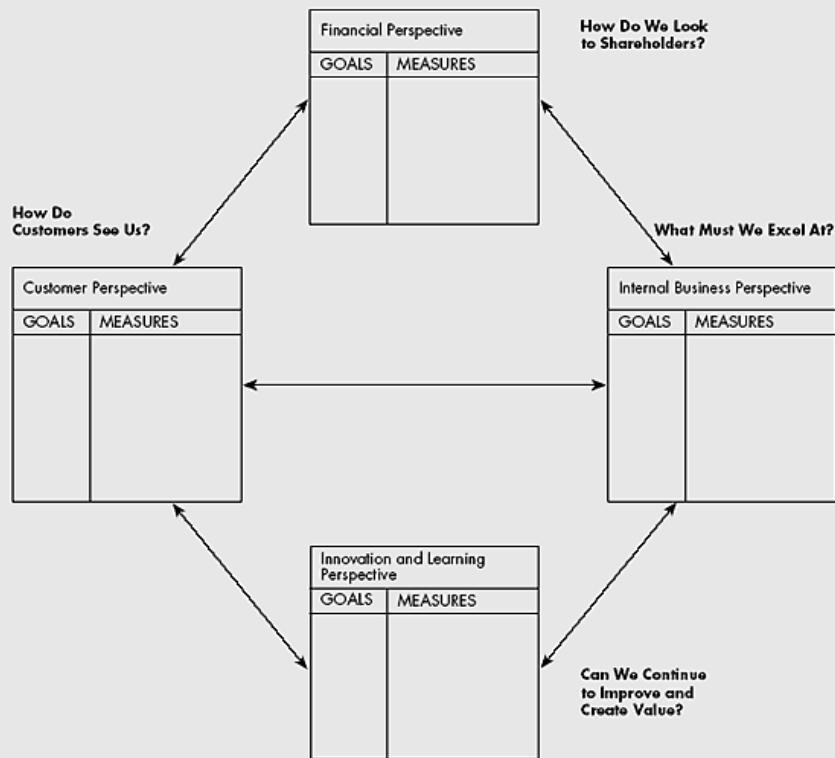 Financial Perspective
GOALS MEASURES
How Do We Look
to Shareholders?
How Do
Customers See Us?
What Must We Excel At?
Customer Perspective
GOALS MEASURES
Internal Business Perspective
GOALS MEASURES
Innovation and Learning
Perspective
GOALS MEASURES
Can We Continue
to Improve and
Create Value?